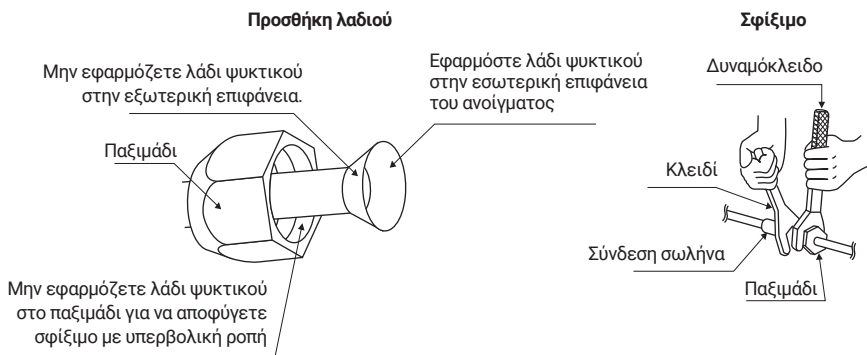 Προσθήκη λαδιού
Μην εφαρμόζετε λάδι ψυκτικού
στην εξωτερική επιφάνεια.
Εφαρμόστε λάδι ψυκτικού
στην εσωτερική επιφάνεια
του ανοίγματος
Παξιμάδι
Μην εφαρμόζετε λάδι ψυκτικού
στο παξιμάδι για να αποφύγετε
σφίξιμο με υπερβολική ροπή
Σφίξιμο
Δυναμόκλειδο
Κλειδί
Σύνδεση σωλήνα
Παξιμάδι